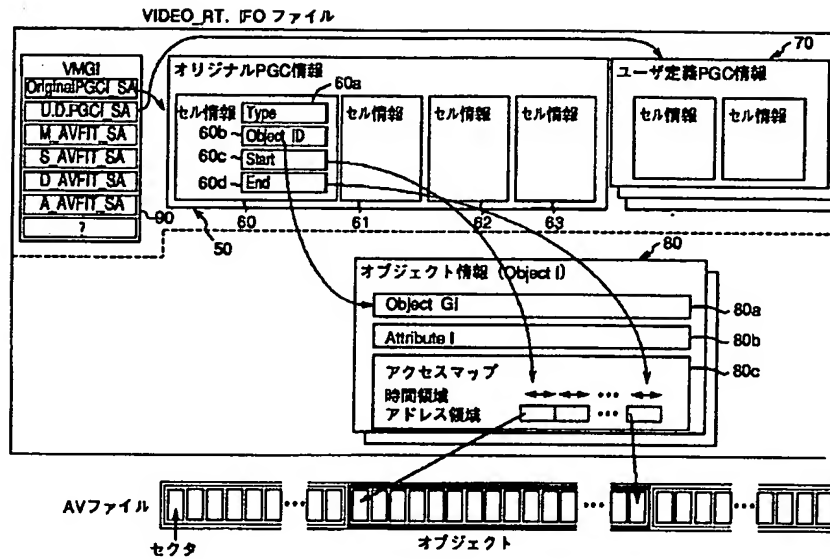 VIDEO_RT. IFO ファイル
VMGI
OriginalPGCI_SA
U.D.PGCI_SA
M_AVFIT_SA
S_AVFIT_SA
D_AVFIT_SA
A_AVFIT_SA
?
90
オリジナルPGC情報
60a
セル情報
Type
60b
Object ID
60c
Start
60d
End
セル情報
セル情報
セル情報
50
60
61
62
63
70
ユーザ定義PGC情報
セル情報
セル情報
80
オブジェクト情報 (Object I)
Object GI
80a
Attribute I
80b
アクセスマップ
80c
時間領域
...
アドレス領域
...
AVファイル
...
...
...
セクタ
オブジェクト